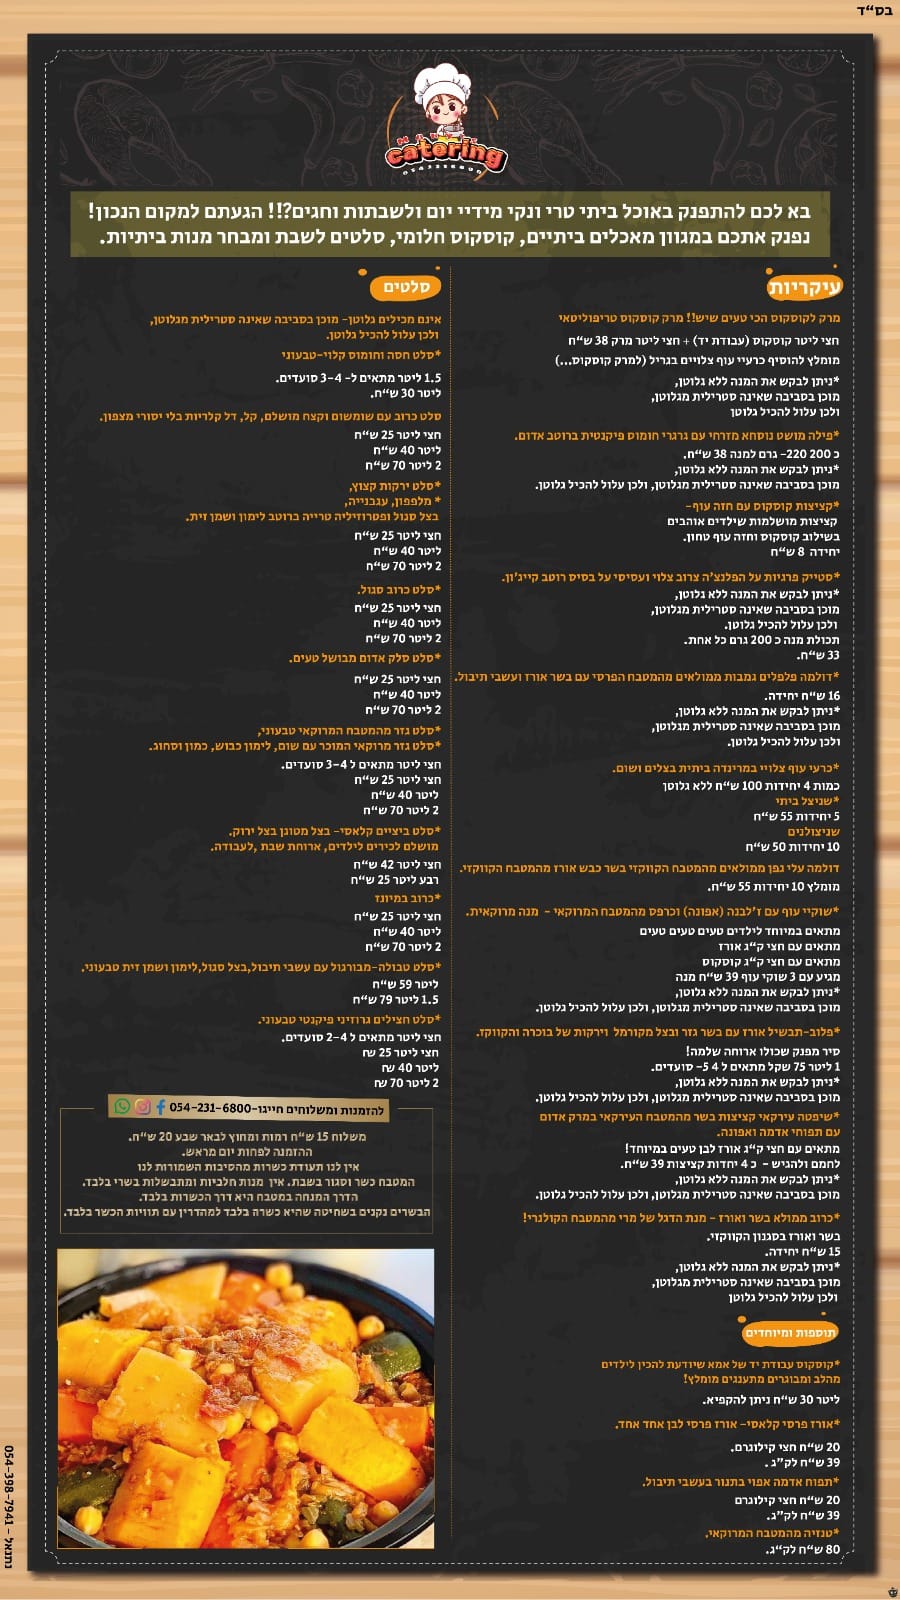 בס"ד
catering
0542316800
בא לכם להתפנק באוכל ביתי טרי ונקי מידיי יום ולשבתות וחגים?!! הגעתם למקום הנכון!
נפנק אתכם במגוון מאכלים ביתיים, קוסקוס חלומי, סלטים לשבת ומבחר מנות ביתיות.
עיקריות
מרק לקוסקוס הכי טעים שיש!! מרק קוסקוס טריפוליטאי
חצי ליטר קוסקוס (עבודת יד) + חצי ליטר מרק 38 ש"ח
מומלץ להוסיף כרעיי עוף צלויים בגריל (למרק קוסקוס...)
*ניתן לבקש את המנה ללא גלוטן,
מוכן בסביבה שאינה סטרילית מגלוטן,
ולכן עלול להכיל גלוטן
*פילה מושט נוסחא מזרחי עם גרגרי חומוס פיקנטית ברוטב אדום.
כ 200 220- גרם למנה 38 ש"ח.
*ניתן לבקש את המנה ללא גלוטן,
מוכן בסביבה שאינה סטרילית מגלוטן, ולכן עלול להכיל גלוטן.
*קציצות קוסקוס עם חזה עוף-
קציצות מושלמות שילדים אוהבים
בשילוב קוסקוס וחזה עוף טחון.
יחידה 8 ש"ח
*סטייק פרגיות על הפלנצ'ה צרוב צלוי ועסיסי על בסיס רוטב קייג'ון.
*ניתן לבקש את המנה ללא גלוטן,
מוכן בסביבה שאינה סטרילית מגלוטן,
ולכן עלול להכיל גלוטן.
תכולת מנה כ 200 גרם כל אחת.
33 ש"ח.
*דולמה פלפלים גמבות ממולאים מהמטבח הפרסי עם בשר אורז ועשבי תיבול.
16 ש"ח יחידה.
*ניתן לבקש את המנה ללא גלוטן,
מוכן בסביבה שאינה סטרילית מגלוטן,
ולכן עלול להכיל גלוטן.
*כרעי עוף צלויי במרינדה ביתית בצלים ושום.
כמות 4 יחידות 100 ש"ח ללא גלוטן
*שניצל ביתי
5 יחידות 55 ש"ח
שניצולנים
10 יחידות 50 ש"ח
דולמה עלי גפן ממולאים מהמטבח הקווקזי בשר כבש אורז מהמטבח הקווקזי.
מומלץ 10 יחידות 55 ש"ח.
*שוקיי עוף עם ז'לבנה (אפונה) וכרפס מהמטבח המרוקאי - מנה מרוקאית.
מתאים במיוחד לילדים טעים טעים טעים
מתאים עם חצי ק"ג אורז
מתאים עם חצי ק"ג קוסקוס
מגיע עם 3 שוקי עוף 39 ש"ח מנה
*ניתן לבקש את המנה ללא גלוטן,
מוכן בסביבה שאינה סטרילית מגלוטן, ולכן עלול להכיל גלוטן.
*פלוב-תבשיל אורז עם בשר גזר ובצל מקורמל וירקות של בוכרה והקווקז.
סיר מפנק שכולו ארוחה שלמה!
1 ליטר 75 שקל מתאים ל 4 5- סועדים.
*ניתן לבקש את המנה ללא גלוטן,
מוכן בסביבה שאינה סטרילית מגלוטן, ולכן עלול להכיל גלוטן.
*שיפטה עיראקי קציצות בשר מהמטבח העירקאי במרק אדום
עם תפוחי אדמה ואפונה.
מתאים עם חצי ק"ג אורז לבן טעים במיוחד!
לחמם ולהגיש - כ 4 יחדות קציצות 39 ש"ח.
*ניתן לבקש את המנה ללא גלוטן,
מוכן בסביבה שאינה סטרילית מגלוטן, ולכן עלול להכיל גלוטן.
*כרוב ממולא בשר ואורז - מנת הדגל של מרי מהמטבח הקולנרי!
בשר ואורז בסגנון הקווקזי.
15 ש"ח יחידה.
*ניתן לבקש את המנה ללא גלוטן,
מוכן בסביבה שאינה סטרילית מגלוטן,
ולכן עלול להכיל גלוטן
תוספות ומיוחדים
*קוסקוס עבודת יד של אמא שיודעת להכין לילדים
מהלב ומבוגרים מתענגים מומלץ!
ליטר 30 ש"ח ניתן להקפיא.
*אורז פרסי קלאסי- אורז פרסי לבן אחד אחד.
20 ש"ח חצי קילוגרם.
39 ש"ח לק"ג .
*תפוח אדמה אפוי בתנור בעשבי תיבול.
20 ש"ח חצי קילוגרם
39 ש"ח לק"ג.
*טנזיה מהמטבח המרוקאי.
80 ש"ח לק"ג.
סלטים
אינם מכילים גלוטן- מוכן בסביבה שאינה סטרילית מגלוטן,
ולכן עלול להכיל גלוטן.
*סלט חסה וחומוס קלוי-טבעוני
1.5 ליטר מתאים ל- 3-4 סועדים.
ליטר 30 ש"ח.
סלט כרוב עם שומשום וקצח מושלם, קל, דל קלריות בלי יסורי מצפון.
חצי ליטר 25 ש"ח
ליטר 40 ש"ח
2 ליטר 70 ש"ח
*סלט ירקות קצוץ,
* מלפפון, עגבנייה,
בצל סגול ופטרוזיליה טרייה ברוטב לימון ושמן זית.
חצי ליטר 25 ש"ח
ליטר 40 ש"ח
2 ליטר 70 ש"ח
*סלט כרוב סגול.
חצי ליטר 25 ש"ח
ליטר 40 ש"ח
2 ליטר 70 ש"ח
*סלט סלק אדום מבושל טעים.
חצי ליטר 25 ש"ח
ליטר 40 ש"ח
2 ליטר 70 ש"ח
*סלט גזר מהמטבח המרוקאי טבעוני,
*סלט גזר מרוקאי המוכר עם שום, לימון כבוש, כמון וסחוג.
חצי ליטר מתאים ל 3-4 סועדים.
חצי ליטר 25 ש"ח
ליטר 40 ש"ח
2 ליטר 70 ש"ח
*סלט ביציים קלאסי- בצל מטוגן בצל ירוק.
מושלם לכירים לילדים, ארוחת שבת ,לעבודה.
חצי ליטר 42 ש"ח
רבע ליטר 25 ש"ח
*כרוב במיונז
חצי ליטר 25 ש"ח
ליטר 40 ש"ח
2 ליטר 70 ש"ח
*סלט טבולה-מבורגול עם עשבי תיבול,בצל סגול,לימון ושמן זית טבעוני.
ליטר 59 ש"ח
1.5 ליטר 79 ש"ח
*סלט חצילים גרוזיני פיקנטי טבעוני.
חצי ליטר מתאים ל 2-4 סועדים.
חצי ליטר 25 ₪
ליטר 40 ₪
2 ליטר 70 ₪
להזמנות ומשלוחים חייגו-054-231-6800
משלוח 15 ש"ח רמות ומחוץ לבאר שבע 20 ש"ח.
ההזמנה לפחות יום מראש.
אין לנו תעודת כשרות מהסיבות השמורות לנו
המטבח כשר וסגור בשבת. אין מנות חלביות ומתבשלות בשרי בלבד.
הדרך המנחה במטבח היא דרך הכשרות בלבד.
הבשרים נקנים בשחיטה שהיא כשרה בלבד למהדרין עם תוויות הכשר בלבד.
נתנאל - 054-398-7941